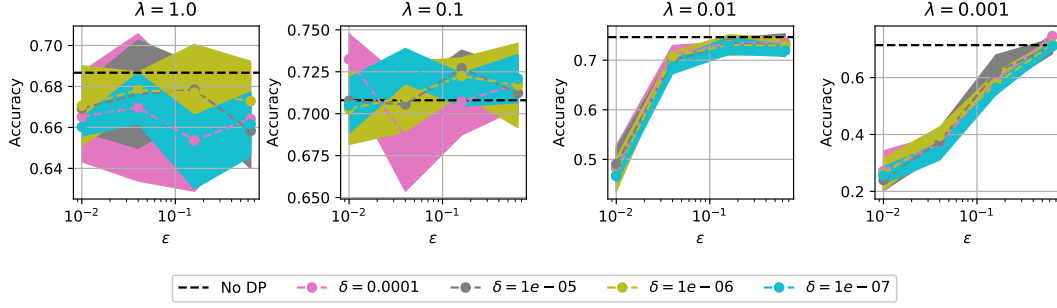 λ = 1.0
λ = 0.1
λ = 0.01
λ = 0.001
Accuracy
0.70
0.68
0.66
0.64
10⁻²
10⁻¹
ε
Accuracy
0.750
0.725
0.700
0.675
0.650
10⁻²
10⁻¹
ε
Accuracy
0.7
0.6
0.5
10⁻²
10⁻¹
ε
Accuracy
0.6
0.4
0.2
10⁻²
10⁻¹
ε
No DP δ = 0.0001 δ = 1e − 05 δ = 1e − 06 δ = 1e − 07